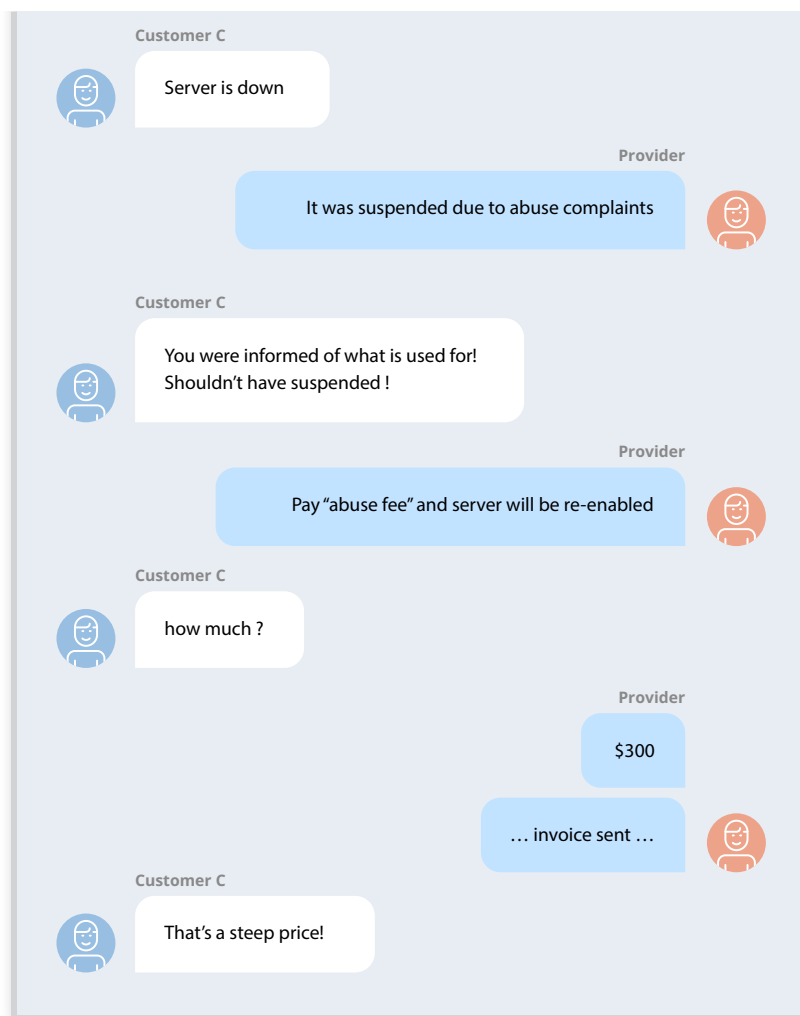 Customer C
Server is down
Provider
It was suspended due to abuse complaints
Customer C
You were informed of what is used for!
Shouldn’t have suspended !
Provider
Pay “abuse fee” and server will be re-enabled
Customer C
how much ?
Provider
$300
… invoice sent …
Customer C
That’s a steep price!